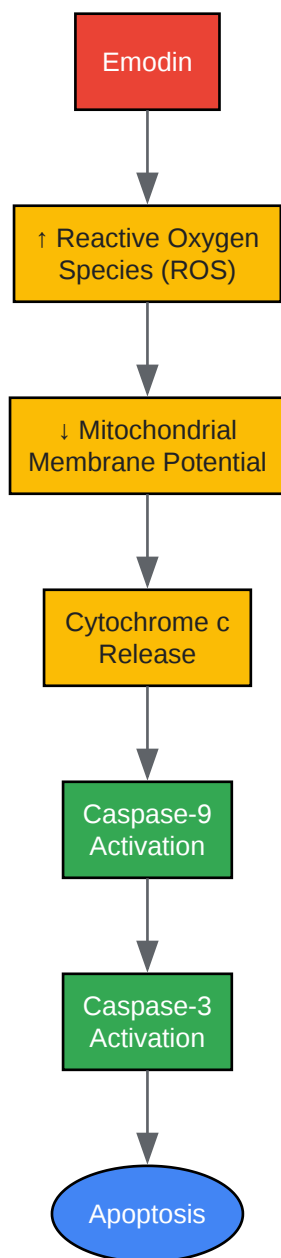 Emodin
↑ Reactive Oxygen
Species (ROS)
↓ Mitochondrial
Membrane Potential
Cytochrome c
Release
Caspase-9
Activation
Caspase-3
Activation
Apoptosis